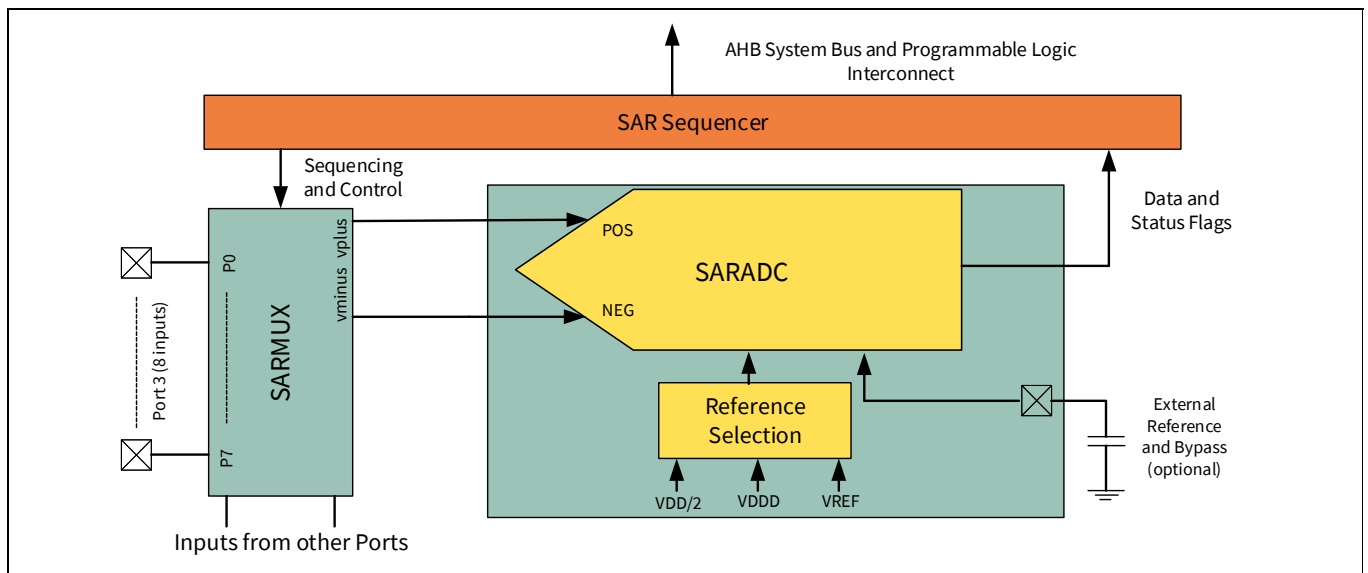 AHB System Bus and Programmable Logic
Interconnect
SAR Sequencer
Sequencing
and Control
Data and
Status Flags
vplus
vminus
POS
NEG
SARADC
P0
P7
SARMUX
Port 3 (8 inputs)
Reference
Selection
VDD/2
VDDD
VREF
External
Reference
and Bypass
(optional)
Inputs from other Ports